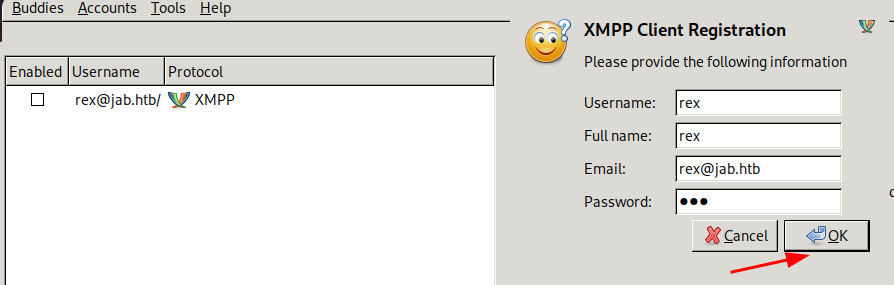 Buddies Accounts Tools Help
Enabled Username Protocol
rex@jab.htb/ XMPP
XMPP Client Registration
Please provide the following information
Username: rex
Full name: rex
Email: rex@jab.htb
Password: ●●●
Cancel OK